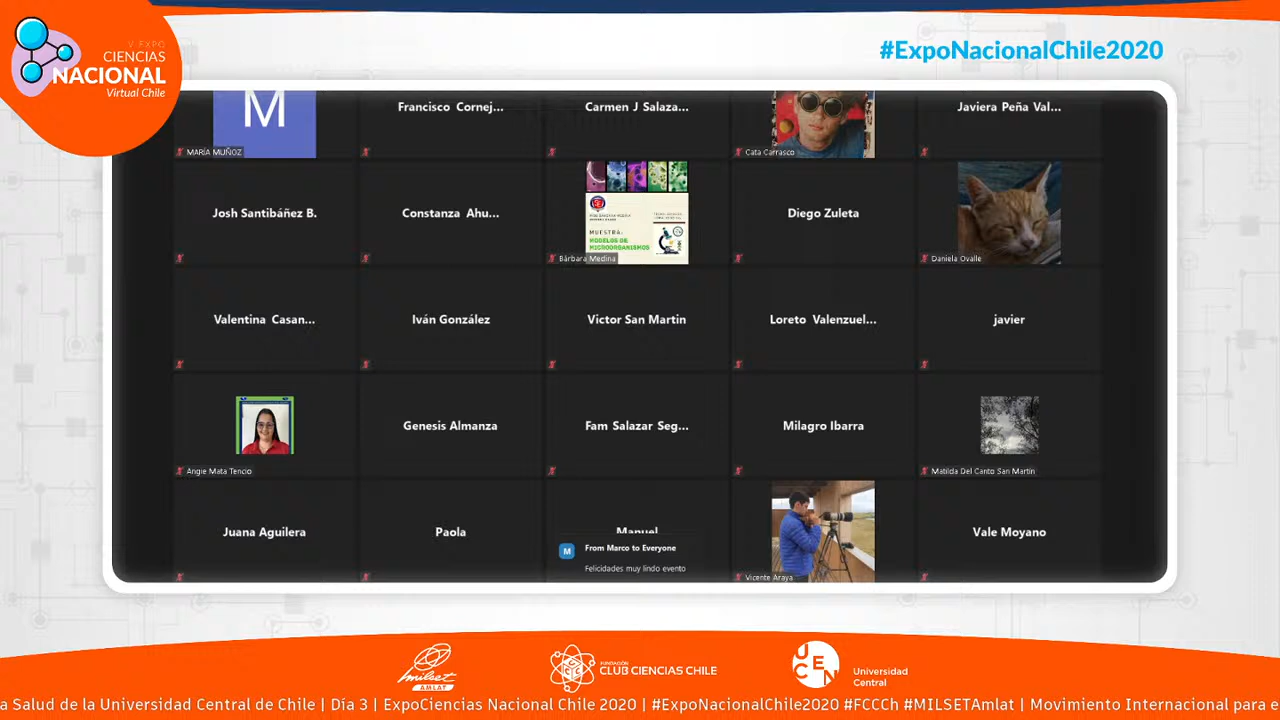 V EXPO
CIENCIAS
NACIONAL
Virtual Chile
#ExpoNacionalChile2020
M
MARÍA MUÑOZ
Francisco Cornej...
Carmen J Salaza...
Cata Carrasco
Javiera Peña Val...
Josh Santibáñez B.
Constanza Ahu...
MUESTRA:
MODELOS DE
MICROORGANISMOS
Bárbara Medina
Diego Zuleta
Daniela Ovalle
Valentina Casan...
Iván González
Victor San Martin
Loreto Valenzuel...
javier
Angie Mata Tencio
Genesis Almanza
Fam Salazar Seg...
Milagro Ibarra
Matilda Del Canto San Martín
Juana Aguilera
Paola
Manuel
M
From Marco to Everyone
Felicidades muy lindo evento
Vicente Araya
Vale Moyano
milset
AMLAT
FUNDACIÓN
CLUB CIENCIAS CHILE
UCEN
Universidad
Central
a Salud de la Universidad Central de Chile | Día 3 | ExpoCiencias Nacional Chile 2020 | #ExpoNacionalChile2020 #FCCCh #MILSETAmlat | Movimiento Internacional para e